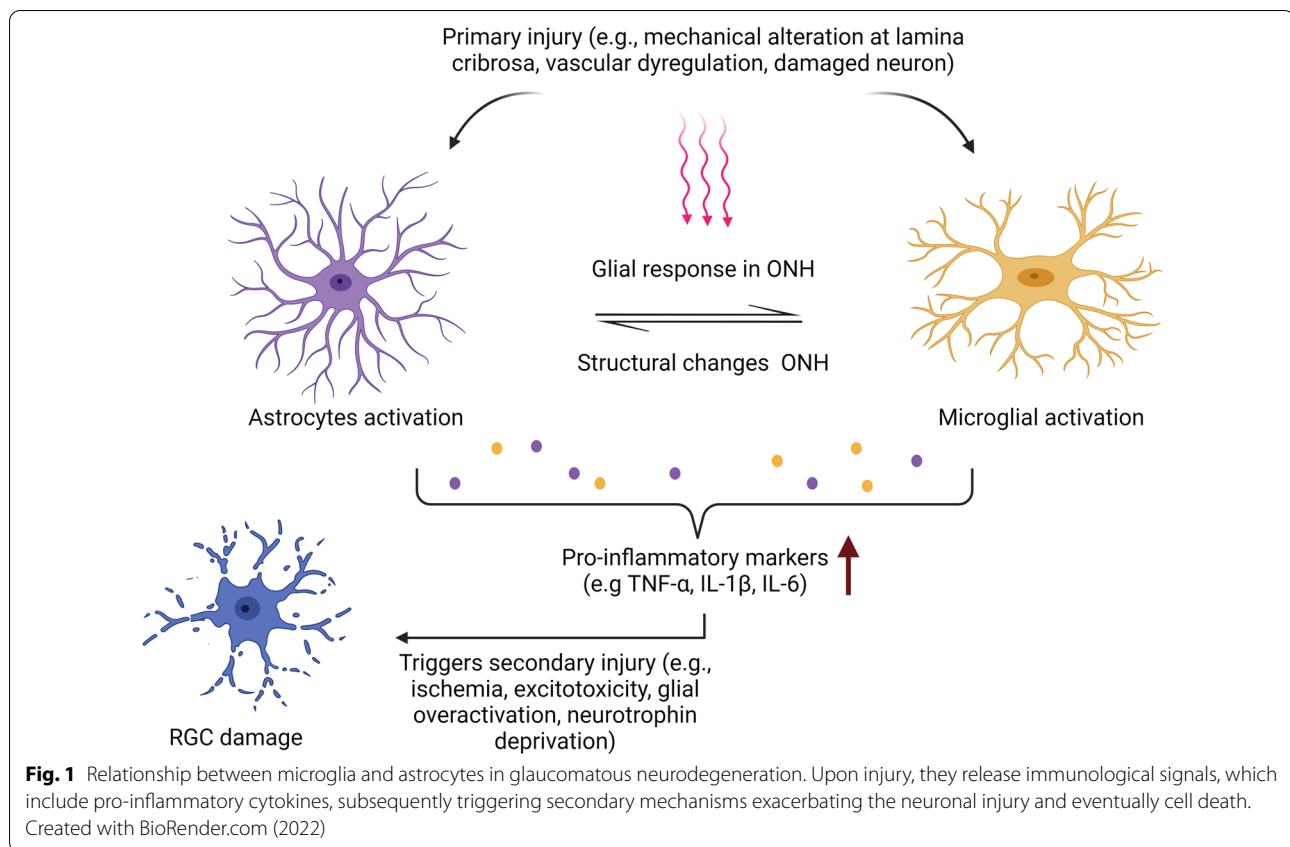 Primary injury (e.g., mechanical alteration at lamina
cribrosa, vascular dysregulation, damaged neuron)
Glial response in ONH
Structural changes  ONH
Astrocytes activation
Microglial activation
Pro-inflammatory markers
(e.g TNF-α, IL-1β, IL-6)
Triggers secondary injury (e.g.,
ischemia, excitotoxicity, glial
overactivation, neurotrophin
deprivation)
RGC damage
Fig. 1 Relationship between microglia and astrocytes in glaucomatous neurodegeneration. Upon injury, they release immunological signals, which
include pro-inflammatory cytokines, subsequently triggering secondary mechanisms exacerbating the neuronal injury and eventually cell death.
Created with BioRender.com (2022)